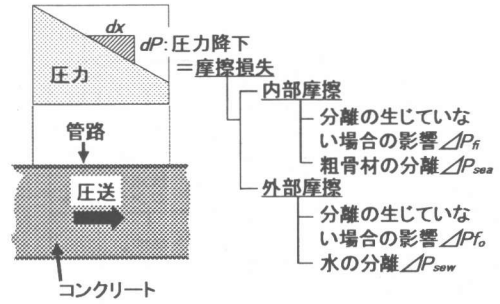 dx
dP:圧力降下
=摩擦損失
圧力
内部摩擦
分離の生じていな
い場合の影響⊿Pfi
粗骨材の分離⊿Psea
管路
圧送
外部摩擦
分離の生じていな
い場合の影響⊿Pfo
水の分離⊿Psew
コンクリート